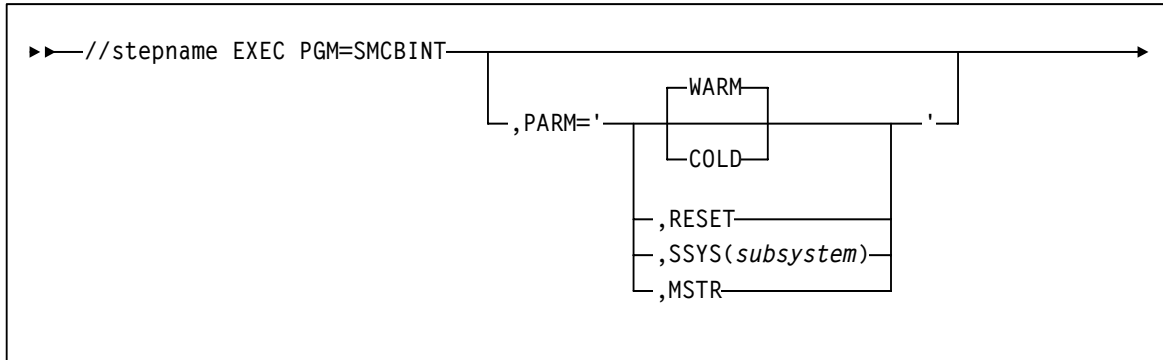 //stepname EXEC PGM=SMCBINT
WARM
,PARM=' '
COLD
,RESET
,SSYS(subsystem)
,MSTR